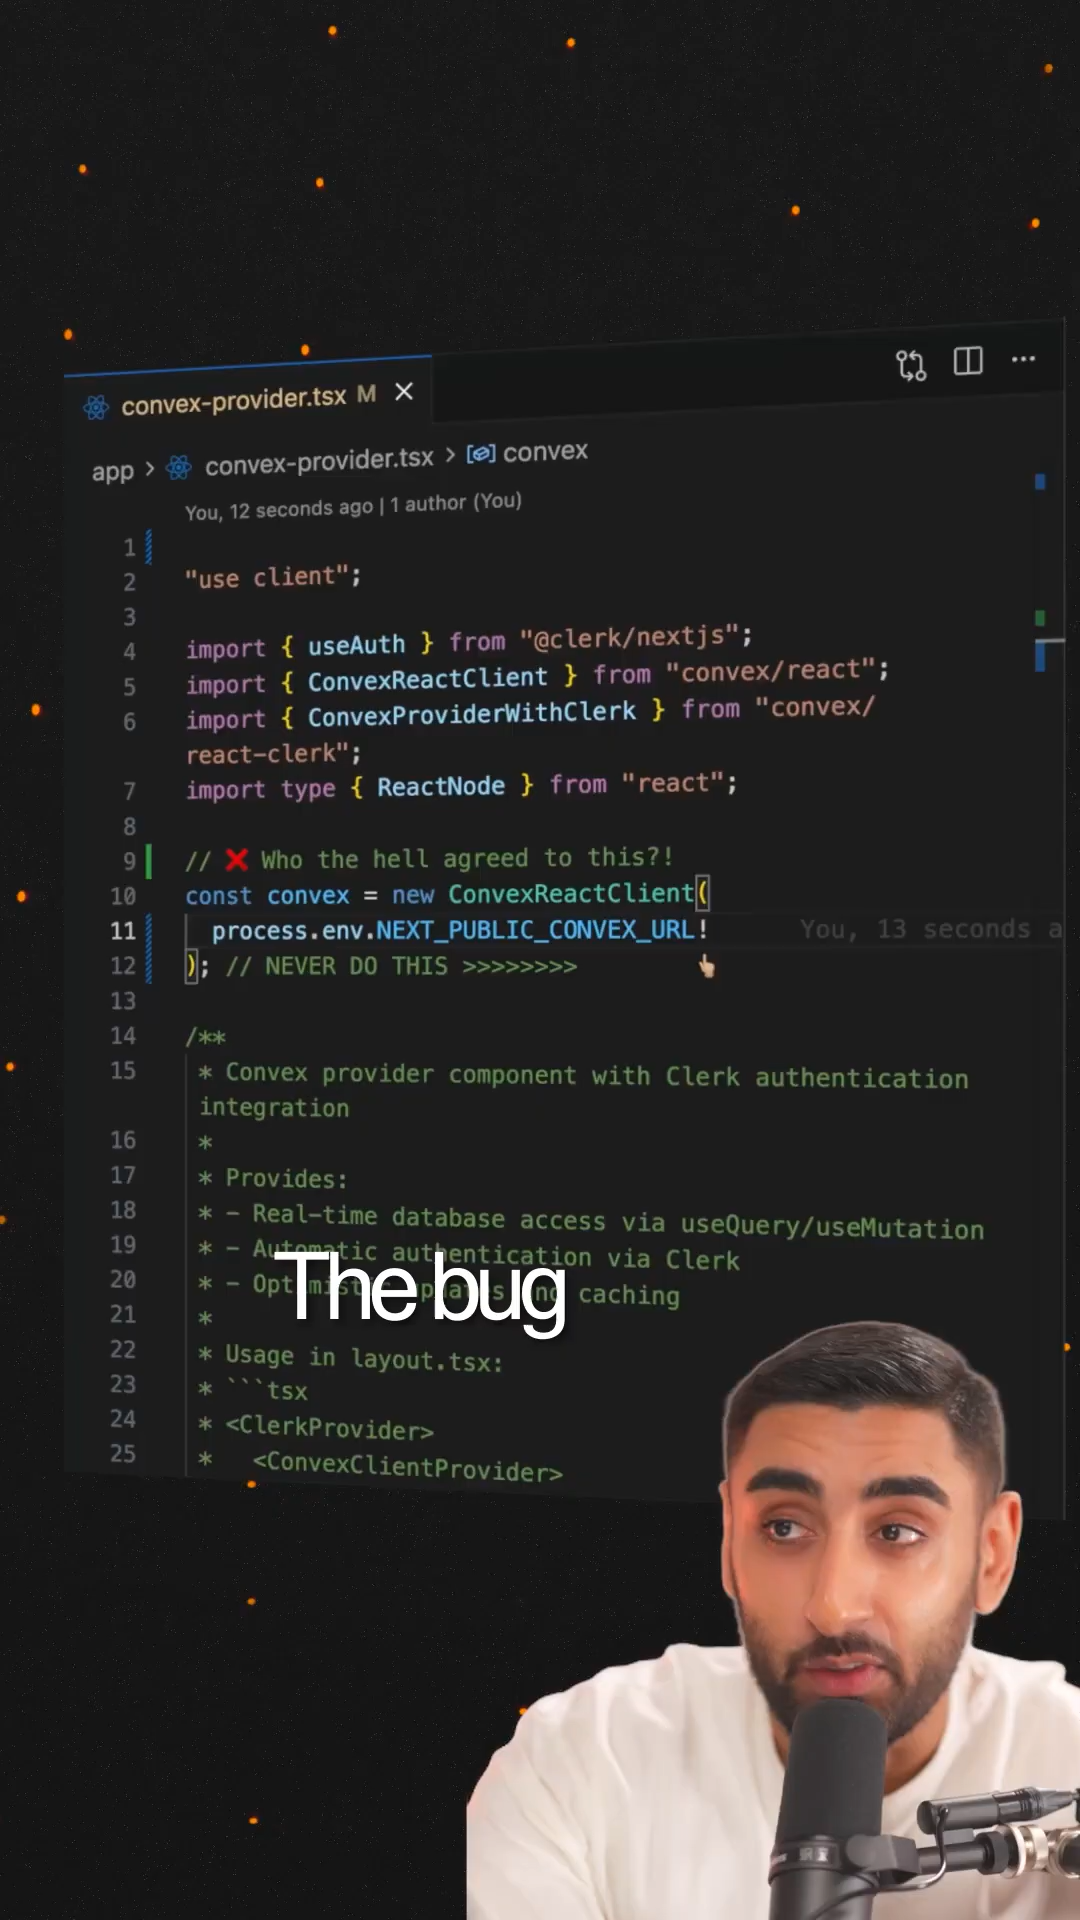 convex-provider.tsx M
app > convex-provider.tsx > convex
You, 12 seconds ago | 1 author (You)
1
2 "use client";
3
4 import { useAuth } from "@clerk/nextjs";
5 import { ConvexReactClient } from "convex/react";
6 import { ConvexProviderWithClerk } from "convex/
react-clerk";
7 import type { ReactNode } from "react";
8
9 // ❌ Who the hell agreed to this?!
10 const convex = new ConvexReactClient(
11 process.env.NEXT_PUBLIC_CONVEX_URL! You, 13 seconds a
12 ); // NEVER DO THIS >>>>>>>> 👆
13
14 /**
15 * Convex provider component with Clerk authentication
integration
16 *
17 * Provides:
18 * - Real-time database access via useQuery/useMutation
19 * - Automatic authentication via Clerk
20 * - Optimistic updates and caching
The bug
21 *
22 * Usage in layout.tsx:
23 * ```tsx
24 * <ClerkProvider>
25 * <ConvexClientProvider>